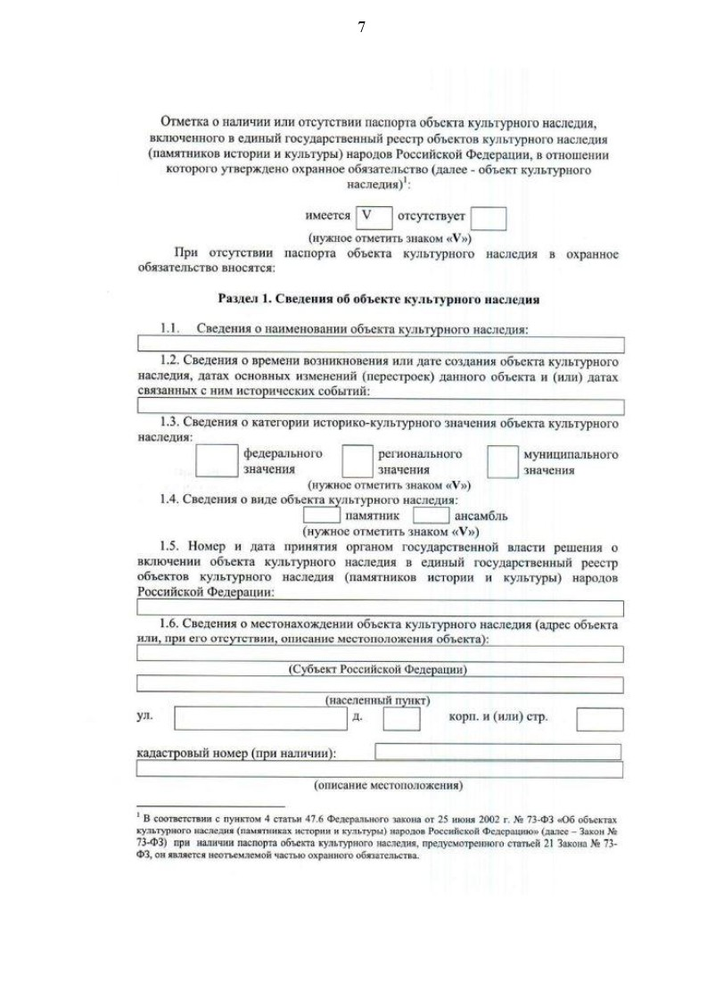 7
Отметка о наличии или отсутствии паспорта объекта культурного наследия,
включенного в единый государственный реестр объектов культурного наследия
(памятников истории и культуры) народов Российской Федерации, в отношении
которого утверждено охранное обязательство (далее - объект культурного
наследия)¹:
имеется V отсутствует
(нужное отметить знаком «V»)
При отсутствии паспорта объекта культурного наследия в охранное
обязательство вносятся:
Раздел 1. Сведения об объекте культурного наследия
1.1. Сведения о наименовании объекта культурного наследия:
1.2. Сведения о времени возникновения или дате создания объекта культурного
наследия, датах основных изменений (перестроек) данного объекта и (или) датах
связанных с ним исторических событий:
1.3. Сведения о категории историко-культурного значения объекта культурного
наследия:
федерального регионального муниципального
значения значения значения
(нужное отметить знаком «V»)
1.4. Сведения о виде объекта культурного наследия:
памятник ансамбль
(нужное отметить знаком «V»)
1.5. Номер и дата принятия органом государственной власти решения о
включении объекта культурного наследия в единый государственный реестр
объектов культурного наследия (памятников истории и культуры) народов
Российской Федерации:
1.6. Сведения о местонахождении объекта культурного наследия (адрес объекта
или, при его отсутствии, описание местоположения объекта):
(Субъект Российской Федерации)
(населенный пункт)
ул. д. корп. и (или) стр.
кадастровый номер (при наличии):
(описание местоположения)
¹ В соответствии с пунктом 4 статьи 47.6 Федерального закона от 25 июня 2002 г. № 73-ФЗ «Об объектах
культурного наследия (памятниках истории и культуры) народов Российской Федерации» (далее – Закон №
73-ФЗ) при наличии паспорта объекта культурного наследия, предусмотренного статьей 21 Закона № 73-
ФЗ, он является неотъемлемой частью охранного обязательства.